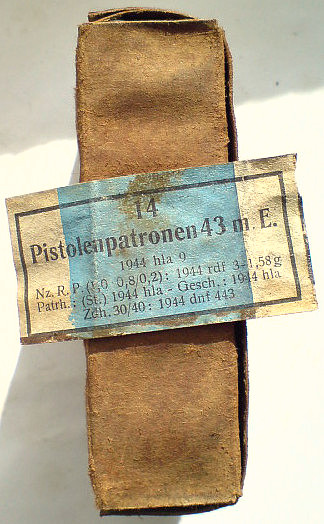 14
Pistolenpatronen 43 m. E.
1944 hla 9
Nz. R. P. (1,0 0,8/0,2): 1944 rdf 3-1,58g
Patrh.: (St.) 1944 hla - Gesch.: 1944 hla
Zdh. 30/40: 1944 dnf 443